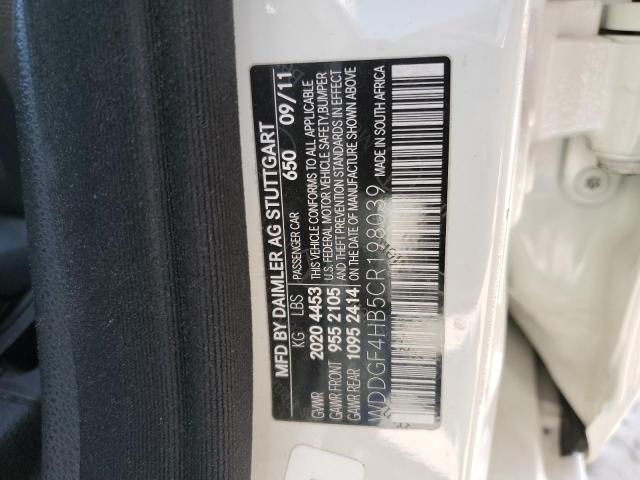 MFD BY DAIMLER AG STUTTGART
650 09/11
KG LBS PASSENGER CAR
GVWR 2020 4453 THIS VEHICLE CONFORMS TO ALL APPLICABLE
U.S. FEDERAL MOTOR VEHICLE SAFETY, BUMPER
GAWR FRONT 955 2105 AND THEFT PREVENTION STANDARDS IN EFFECT
GAWR REAR 1095 2414 ON THE DATE OF MANUFACTURE SHOWN ABOVE
MADE IN SOUTH AFRICA
WDDGF4HB5CR198039